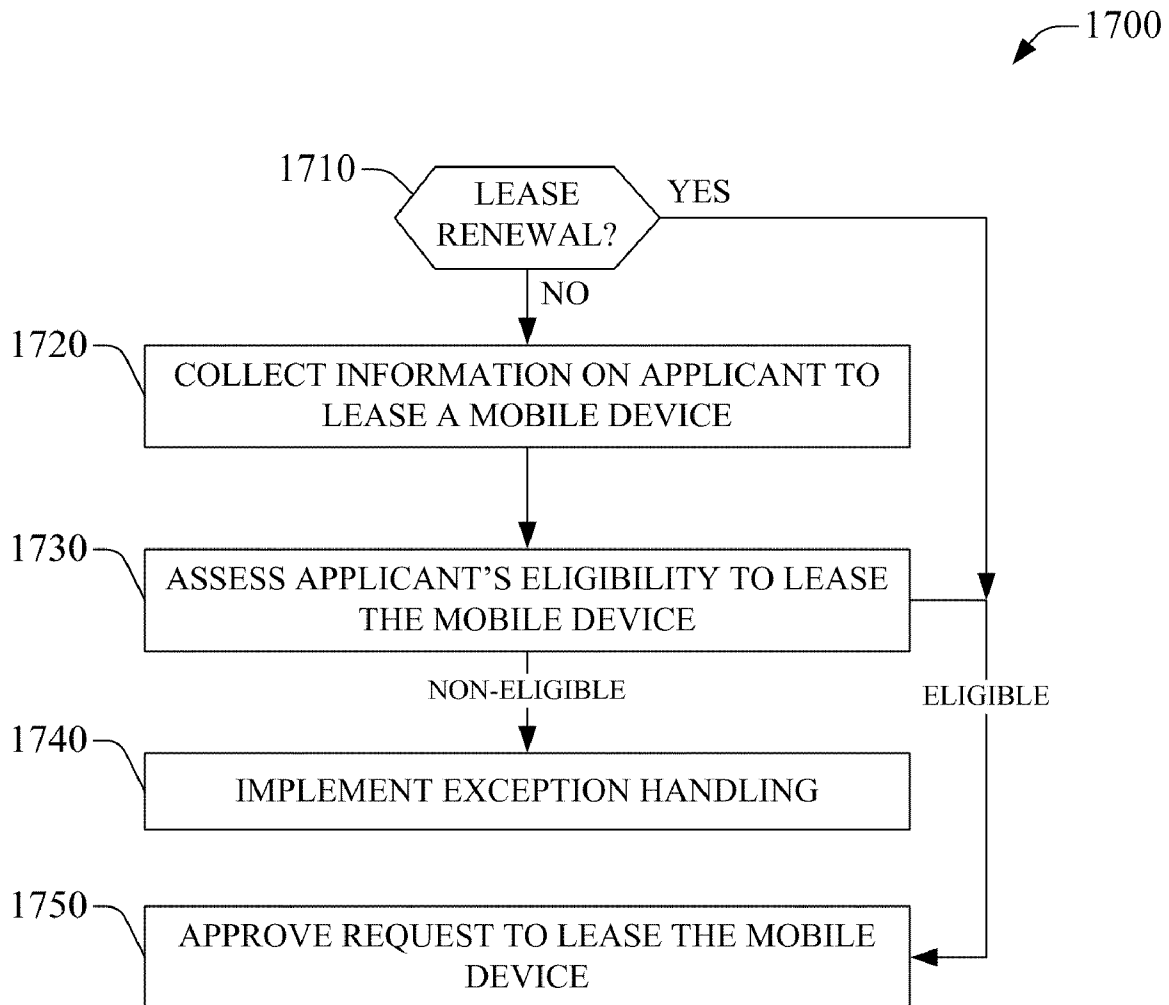 1700
1710
LEASE
RENEWAL?
YES
NO
1720
COLLECT INFORMATION ON APPLICANT TO
LEASE A MOBILE DEVICE
1730
ASSESS APPLICANT'S ELIGIBILITY TO LEASE
THE MOBILE DEVICE
NON-ELIGIBLE
ELIGIBLE
1740
IMPLEMENT EXCEPTION HANDLING
1750
APPROVE REQUEST TO LEASE THE MOBILE
DEVICE